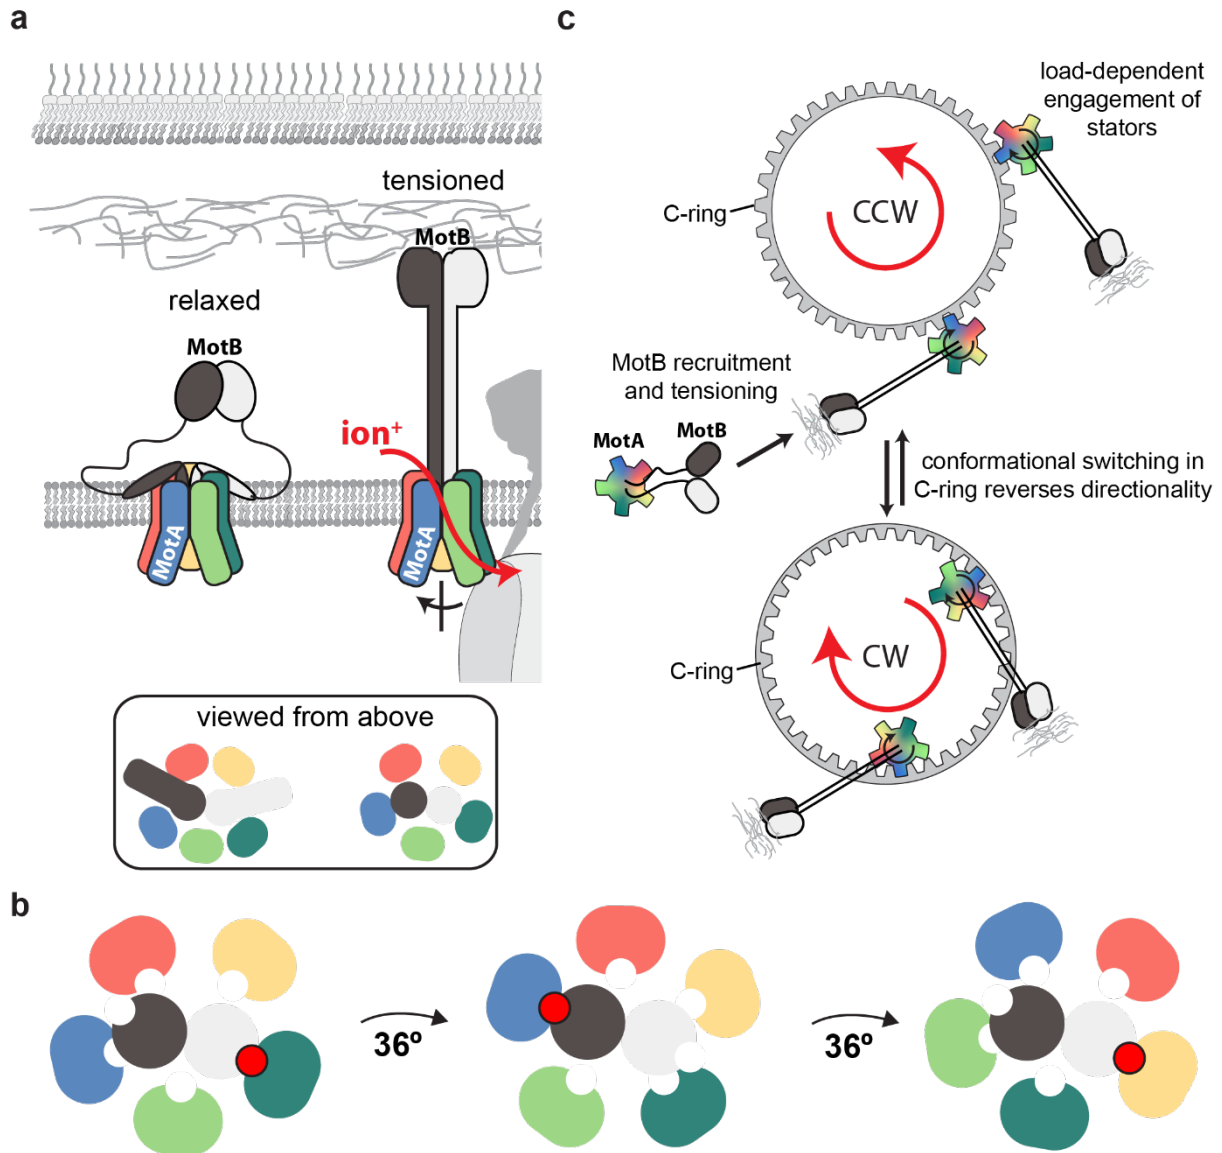 a
tensioned
MotB
relaxed
MotB
ion⁺
MotA
MotA
viewed from above
c
load-dependent
engagement of
stators
C-ring
CCW
MotB recruitment
and tensioning
MotA
MotB
conformational switching in
C-ring reverses directionality
C-ring
CW
b
36º
36º